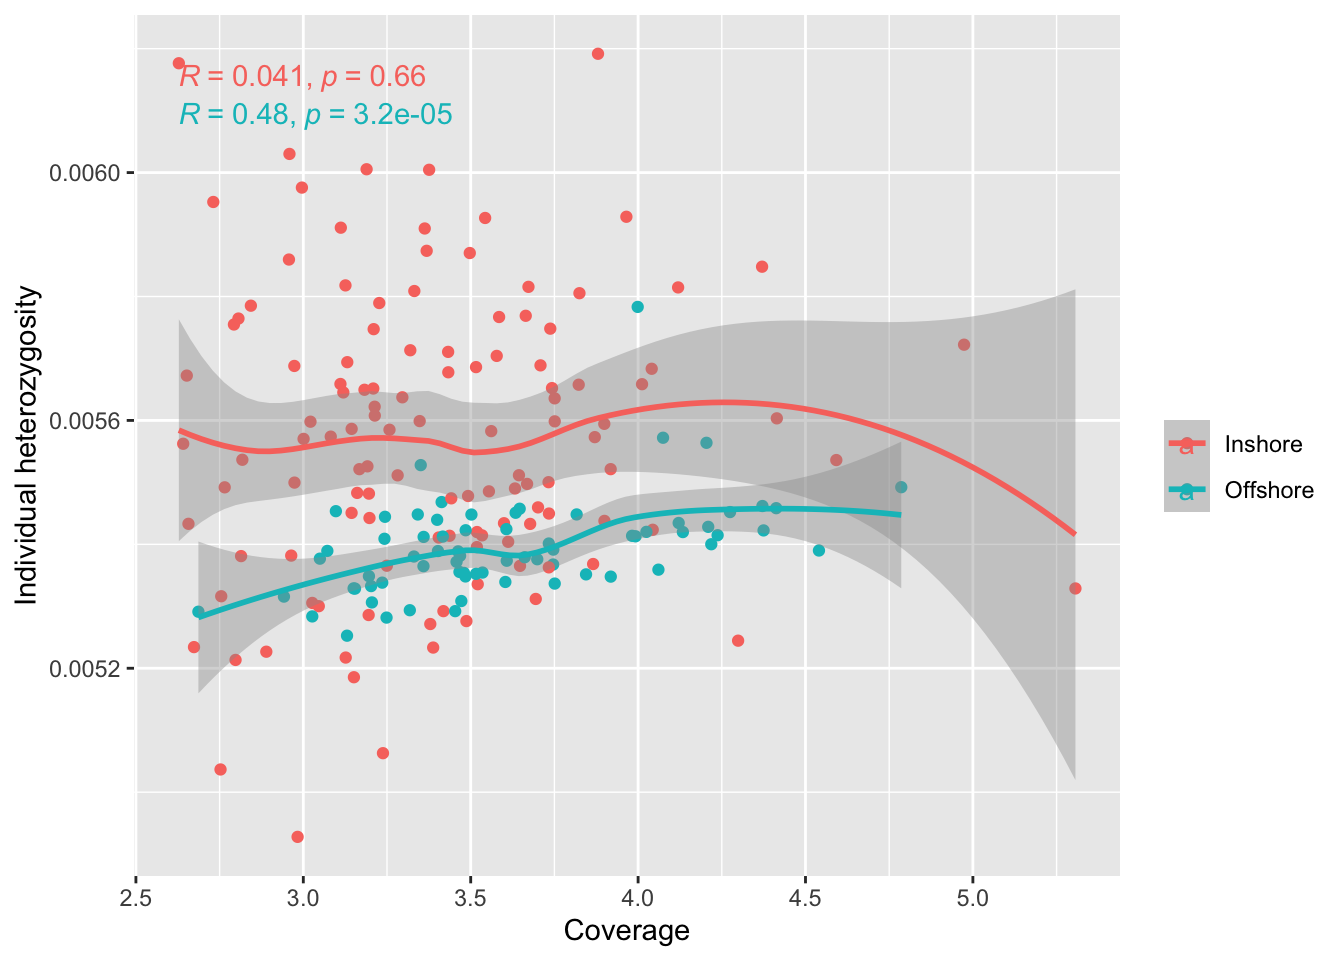 R = 0.041, p = 0.66
R = 0.48, p = 3.2e-05
0.0060
0.0056
0.0052
Individual heterozygosity
2.5 3.0 3.5 4.0 4.5 5.0
Coverage
a Inshore
a Offshore